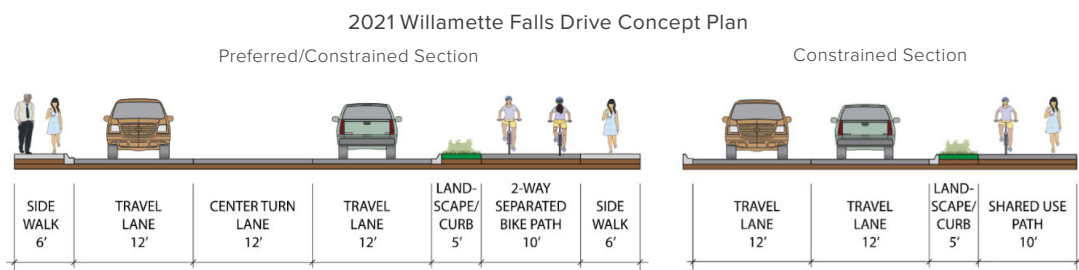 2021 Willamette Falls Drive Concept Plan
Preferred/Constrained Section
Constrained Section
SIDE
WALK
6'
TRAVEL
LANE
12'
CENTER TURN
LANE
12'
TRAVEL
LANE
12'
LAND-
SCAPE/
CURB
5'
2-WAY
SEPARATED
BIKE PATH
10'
SIDE
WALK
6'
TRAVEL
LANE
12'
TRAVEL
LANE
12'
LAND-
SCAPE/
CURB
5'
SHARED USE
PATH
10'